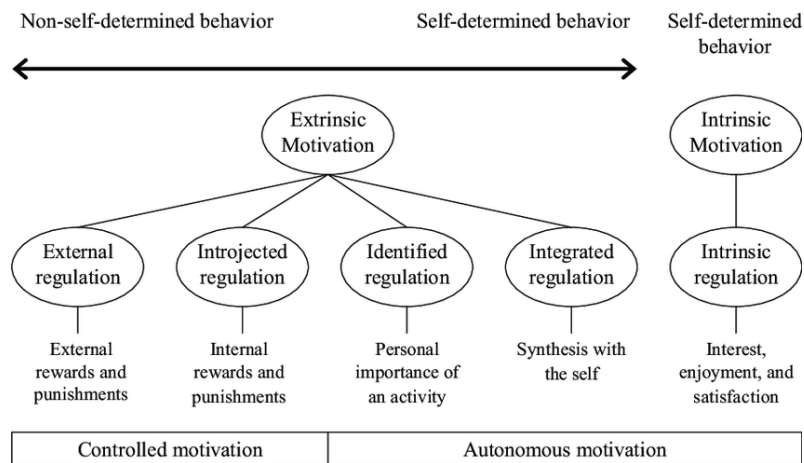 Non-self-determined behavior
Self-determined behavior
Self-determined
behavior
Extrinsic
Motivation
Intrinsic
Motivation
External
regulation
Introjected
regulation
Identified
regulation
Integrated
regulation
Intrinsic
regulation
External
rewards and
punishments
Internal
rewards and
punishments
Personal
importance of
an activity
Synthesis with
the self
Interest,
enjoyment, and
satisfaction
Controlled motivation
Autonomous motivation